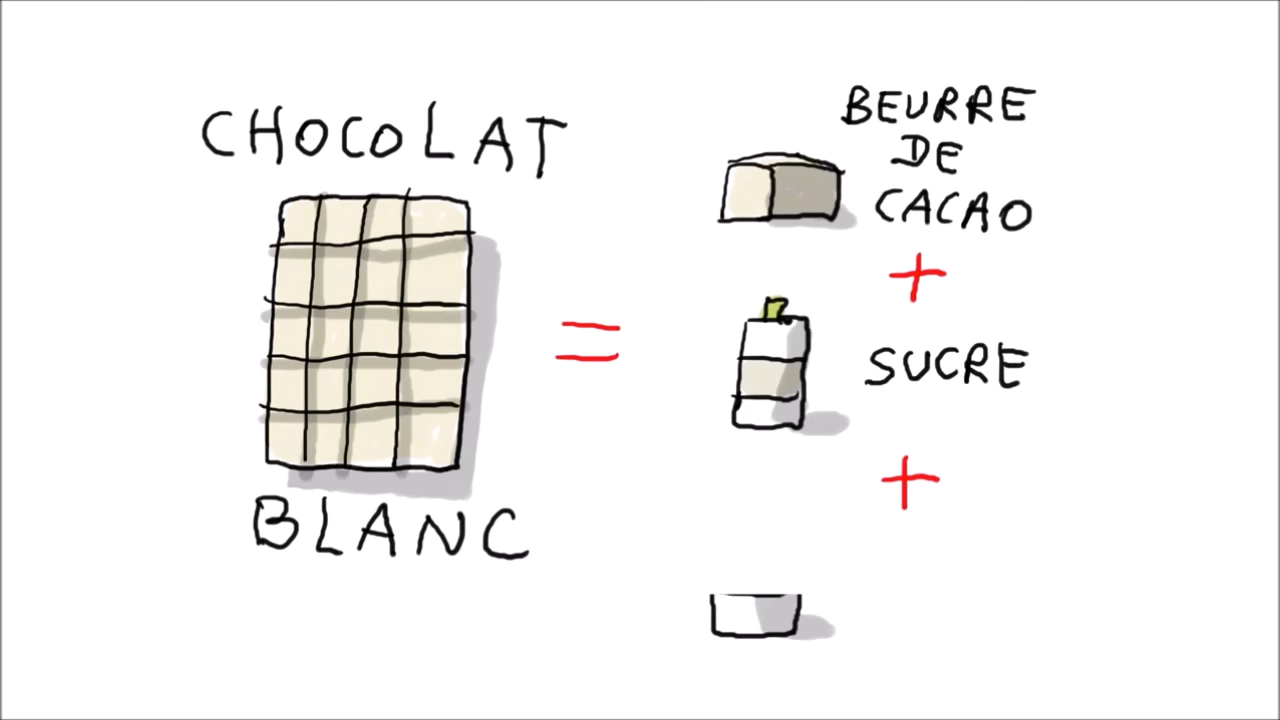 CHOCOLAT
BLANC
=
BEURRE
DE
CACAO
+
SUCRE
+